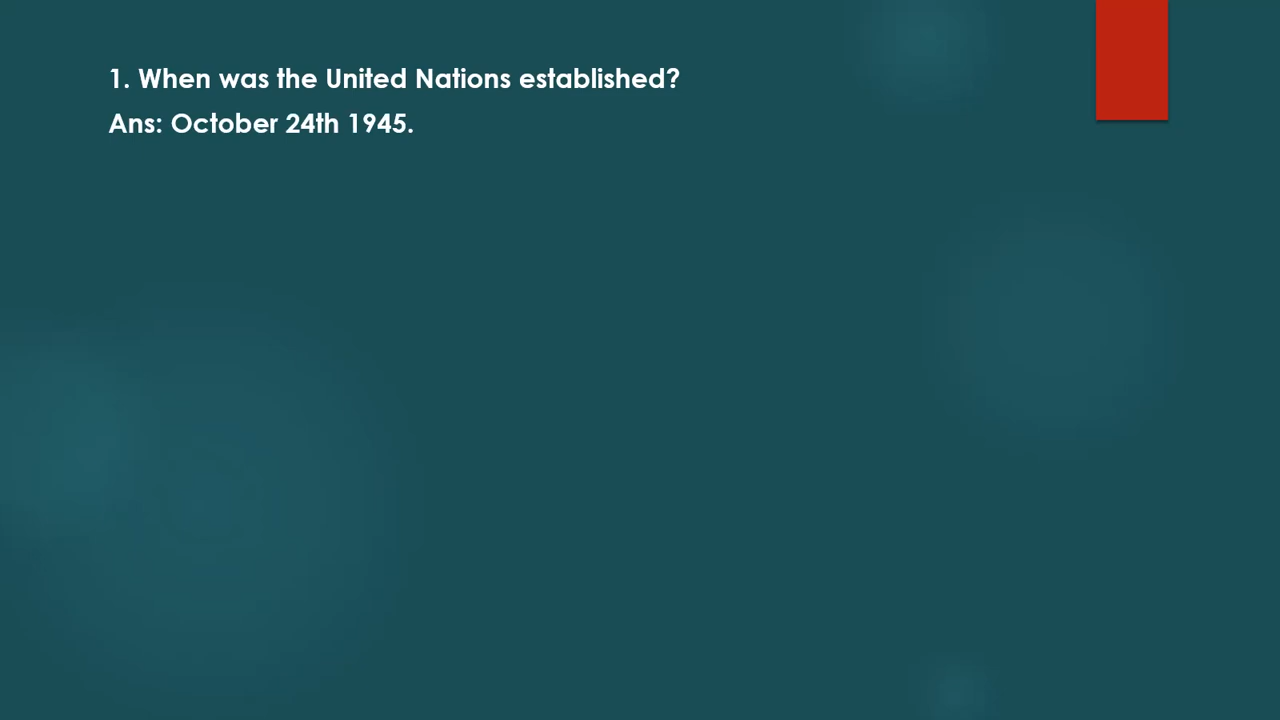 1. When was the United Nations established?
Ans: October 24th 1945.